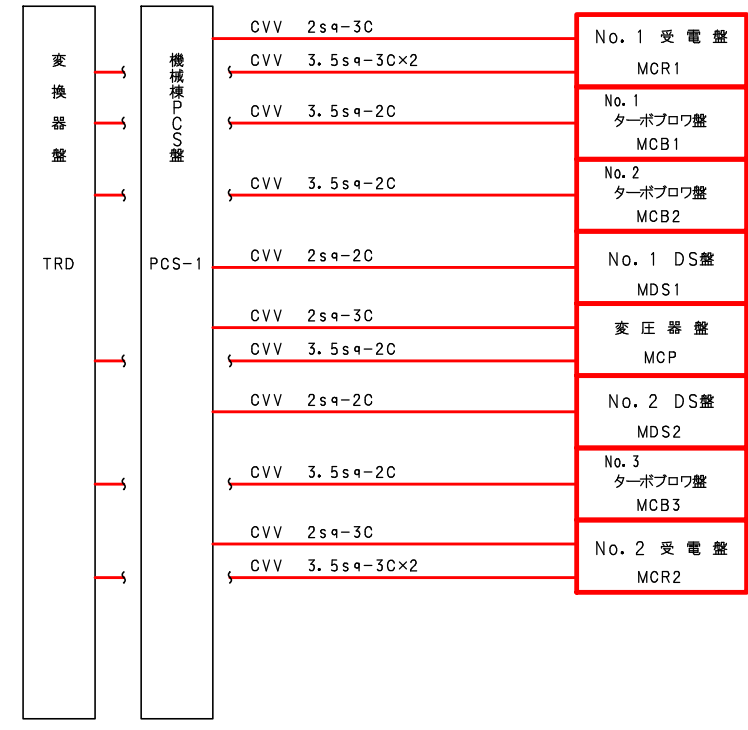 変換器盤
TRD
機械棟PCS盤
PCS-1
CVV 2sq-3C
CVV 3.5sq-3C×2
No.1 受電盤
MCR1
CVV 3.5sq-2C
No.1
ターボブロワ盤
MCB1
CVV 3.5sq-2C
No.2
ターボブロワ盤
MCB2
CVV 2sq-2C
No.1 DS盤
MDS1
CVV 2sq-3C
CVV 3.5sq-2C
変圧器盤
MCP
CVV 2sq-2C
No.2 DS盤
MDS2
CVV 3.5sq-2C
No.3
ターボブロワ盤
MCB3
CVV 2sq-3C
CVV 3.5sq-3C×2
No.2 受電盤
MCR2